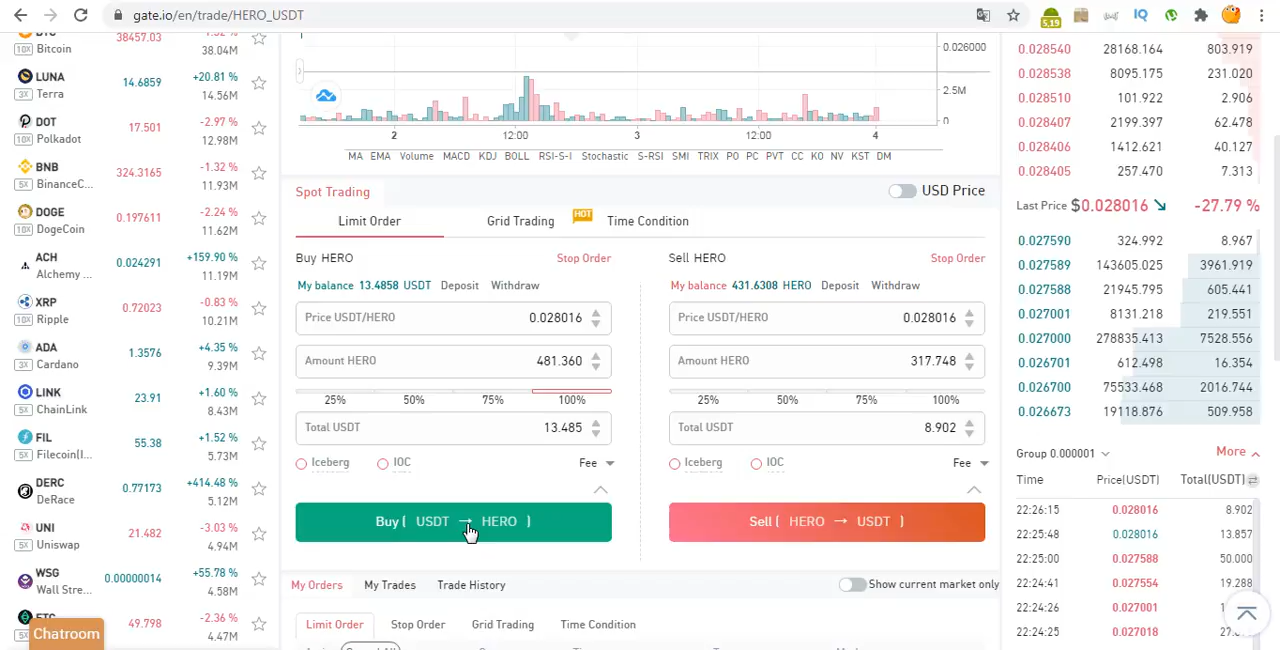 gate.io/en/trade/HERO_USDT
5.19
IQ
38457.03
10X Bitcoin
38.04M
LUNA
14.6859
+20.81 %
3X Terra
14.56M
DOT
17.501
-2.97 %
10X Polkadot
12.98M
BNB
324.3165
-1.32 %
5X BinanceC...
11.93M
DOGE
0.197611
-2.24 %
10X DogeCoin
11.62M
ACH
0.024291
+159.90 %
Alchemy ...
11.19M
XRP
0.72023
-0.83 %
10X Ripple
10.21M
ADA
1.3576
+4.35 %
3X Cardano
9.39M
LINK
23.91
+1.60 %
5X ChainLink
8.43M
FIL
55.38
+1.52 %
5X Filecoin(I...
5.73M
DERC
0.77173
+414.48 %
DeRace
5.12M
UNI
21.482
-3.03 %
5X Uniswap
4.94M
WSG
0.00000014
+55.78 %
Wall Stre...
4.58M
49.798
-2.36 %
4.47M
Chatroom
0.026000
2.5M
0
2 12:00 3 12:00 4
MA EMA Volume MACD KDJ BOLL RSI-S-I Stochastic S-RSI SMI TRIX PO PC PVT CC KO NV KST DM
Spot Trading
USD Price
Limit Order Grid Trading HOT Time Condition
Buy HERO Stop Order
My balance 13.4858 USDT Deposit Withdraw
Price USDT/HERO 0.028016
Amount HERO 481.360
25% 50% 75% 100%
Total USDT 13.485
Iceberg IOC Fee
Buy ( USDT → HERO )
Sell HERO Stop Order
My balance 431.6308 HERO Deposit Withdraw
Price USDT/HERO 0.028016
Amount HERO 317.748
25% 50% 75% 100%
Total USDT 8.902
Iceberg IOC Fee
Sell ( HERO → USDT )
My Orders My Trades Trade History Show current market only
Limit Order Stop Order Grid Trading Time Condition
0.028540 28168.164 803.919
0.028538 8095.175 231.020
0.028510 101.922 2.906
0.028407 2199.397 62.478
0.028406 1412.621 40.127
0.028405 257.470 7.313
Last Price $0.028016 -27.79 %
0.027590 324.992 8.967
0.027589 143605.025 3961.919
0.027588 21945.795 605.441
0.027001 8131.218 219.551
0.027000 278835.413 7528.556
0.026701 612.498 16.354
0.026700 75533.468 2016.744
0.026673 19118.876 509.958
Group 0.000001 More
Time Price(USDT) Total(USDT)
22:26:15 0.028016 8.902
22:25:48 0.028016 13.857
22:25:00 0.027588 50.000
22:24:41 0.027554 19.288
22:24:26 0.027001
22:24:25 0.027018